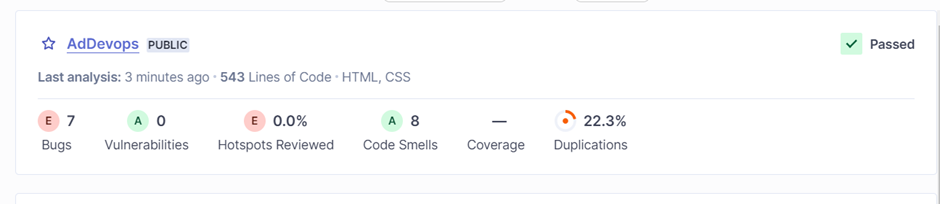 AdDevops PUBLIC Passed
Last analysis: 3 minutes ago · 543 Lines of Code · HTML, CSS
E 7 A 0 E 0.0% A 8 — 22.3%
Bugs Vulnerabilities Hotspots Reviewed Code Smells Coverage Duplications